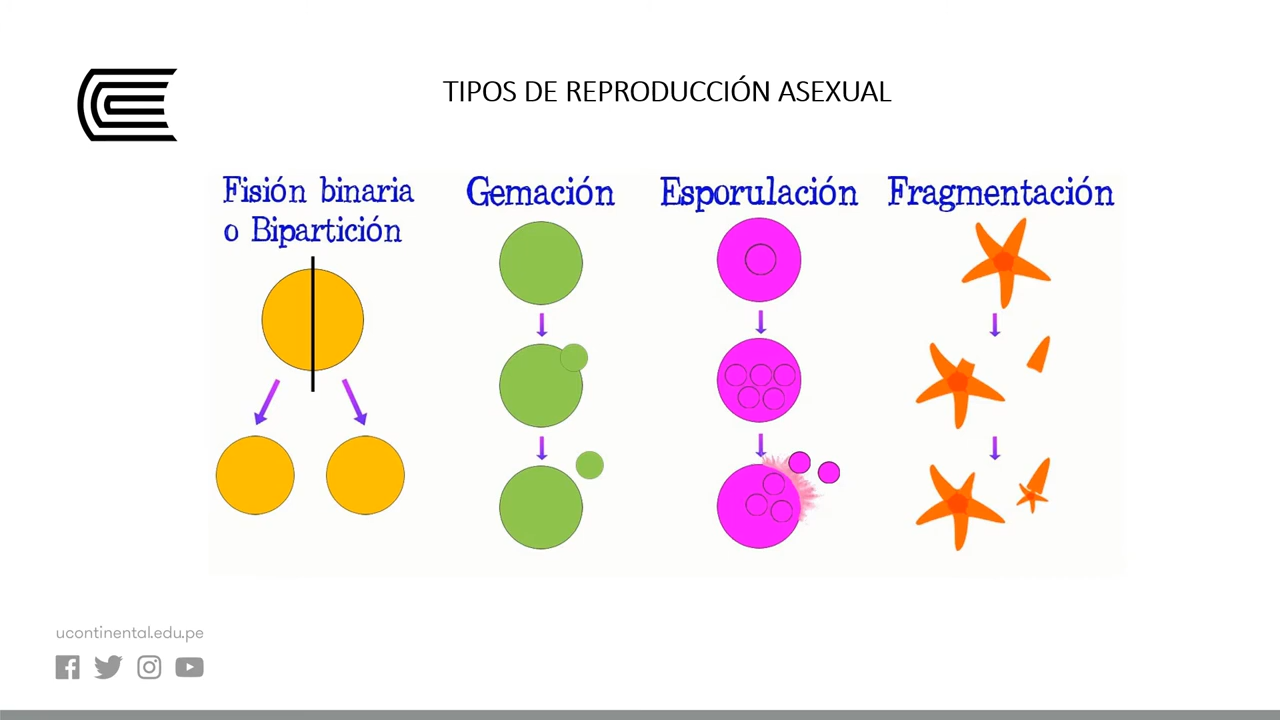 TIPOS DE REPRODUCCIÓN ASEXUAL
Fisión binaria
o Bipartición
Gemación
Esporulación
Fragmentación
ucontinental.edu.pe